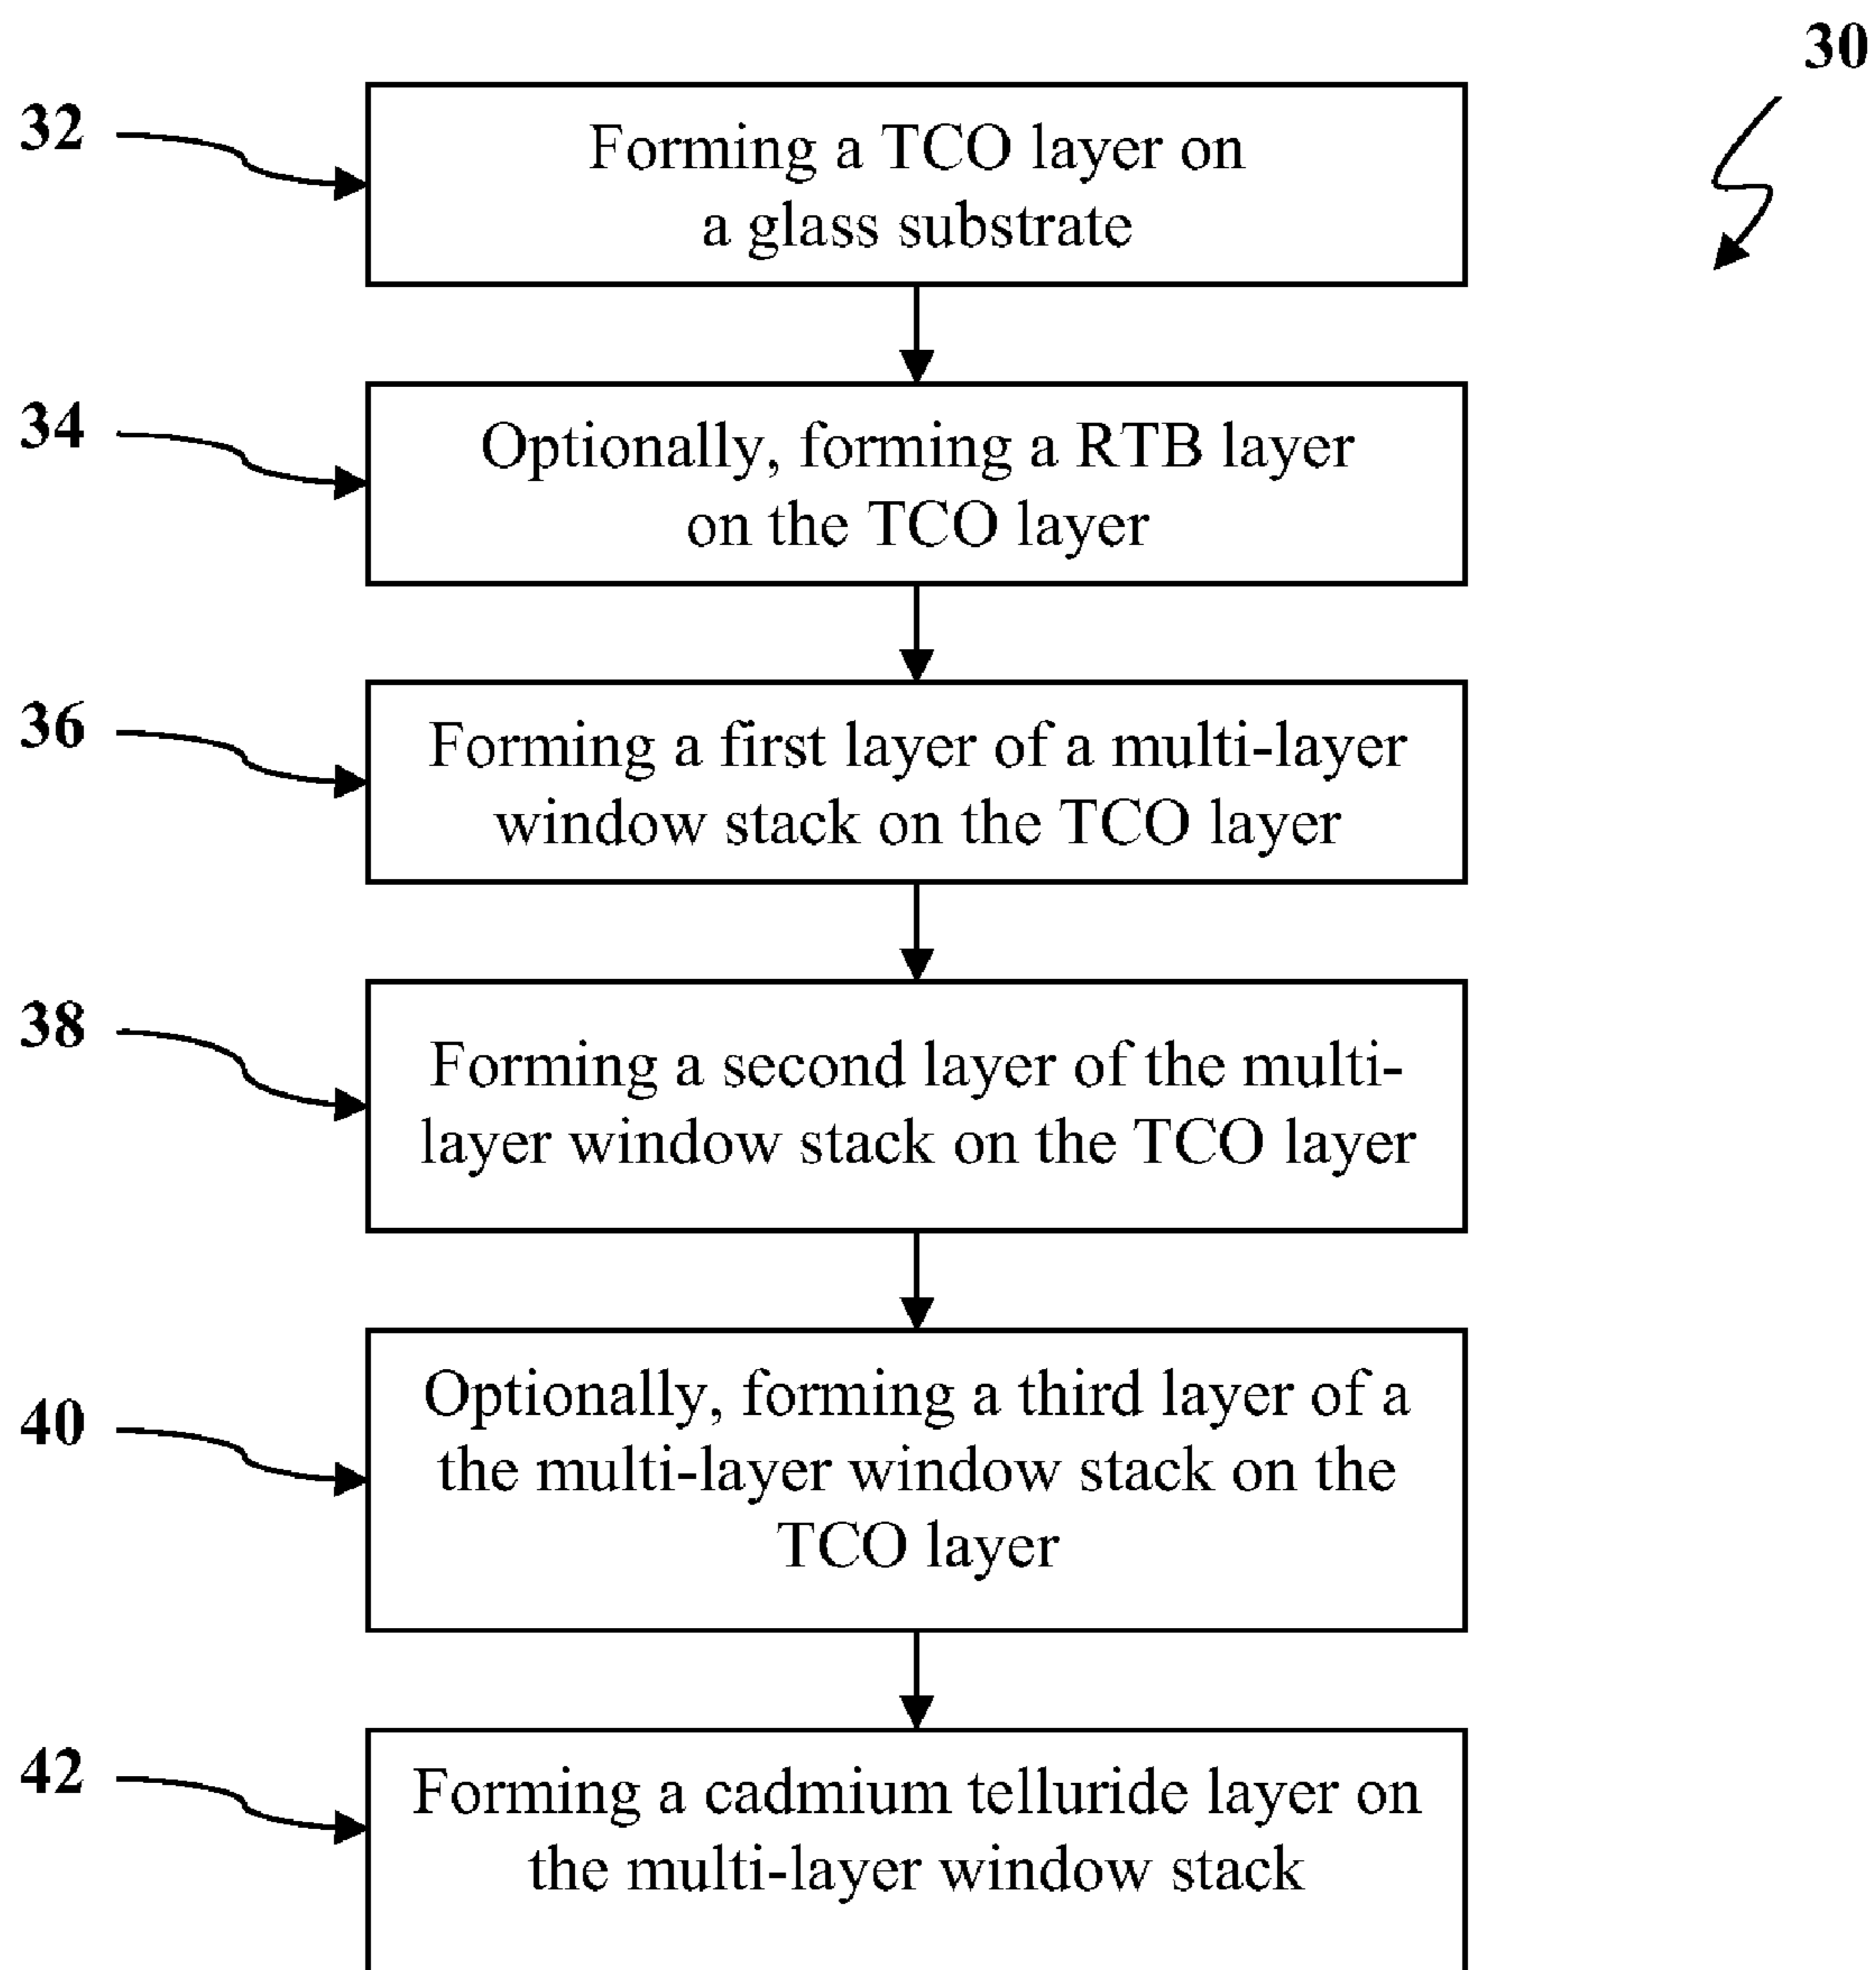 30
32
Forming a TCO layer on
a glass substrate
34
Optionally, forming a RTB layer
on the TCO layer
36
Forming a first layer of a multi-layer
window stack on the TCO layer
38
Forming a second layer of the multi-
layer window stack on the TCO layer
40
Optionally, forming a third layer of a
the multi-layer window stack on the
TCO layer
42
Forming a cadmium telluride layer on
the multi-layer window stack